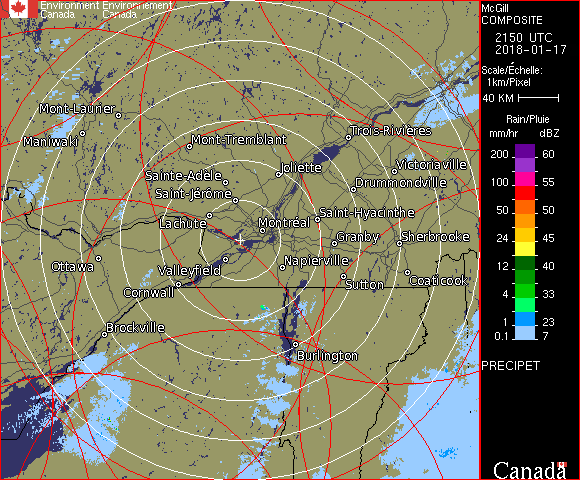 Environment Environnement
Canada Canada
McGill
COMPOSITE
2150 UTC
2018-01-17
Scale/Échelle:
1km/Pixel
40 KM
Rain/Pluie
mm/hr dBZ
200 60
100 55
50 50
24 45
12 40
4 33
1 23
0.1 7
PRECIPET
Canada
Mont-Laurier
Maniwaki
Mont-Tremblant
Trois-Rivières
Sainte-Adèle
Joliette
Victoriaville
Saint-Jérôme
Drummondville
Lachute
Montréal
Saint-Hyacinthe
Granby
Sherbrooke
Ottawa
Valleyfield
Napierville
Cornwall
Sutton
Coaticook
Brockville
Burlington